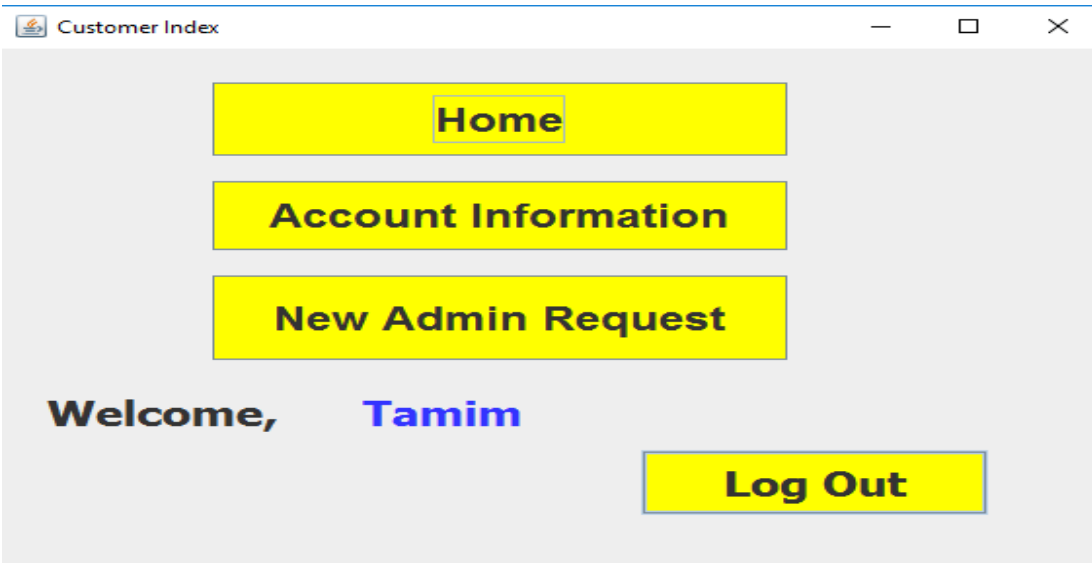 Customer Index
Home
Account Information
New Admin Request
Welcome, Tamim
Log Out